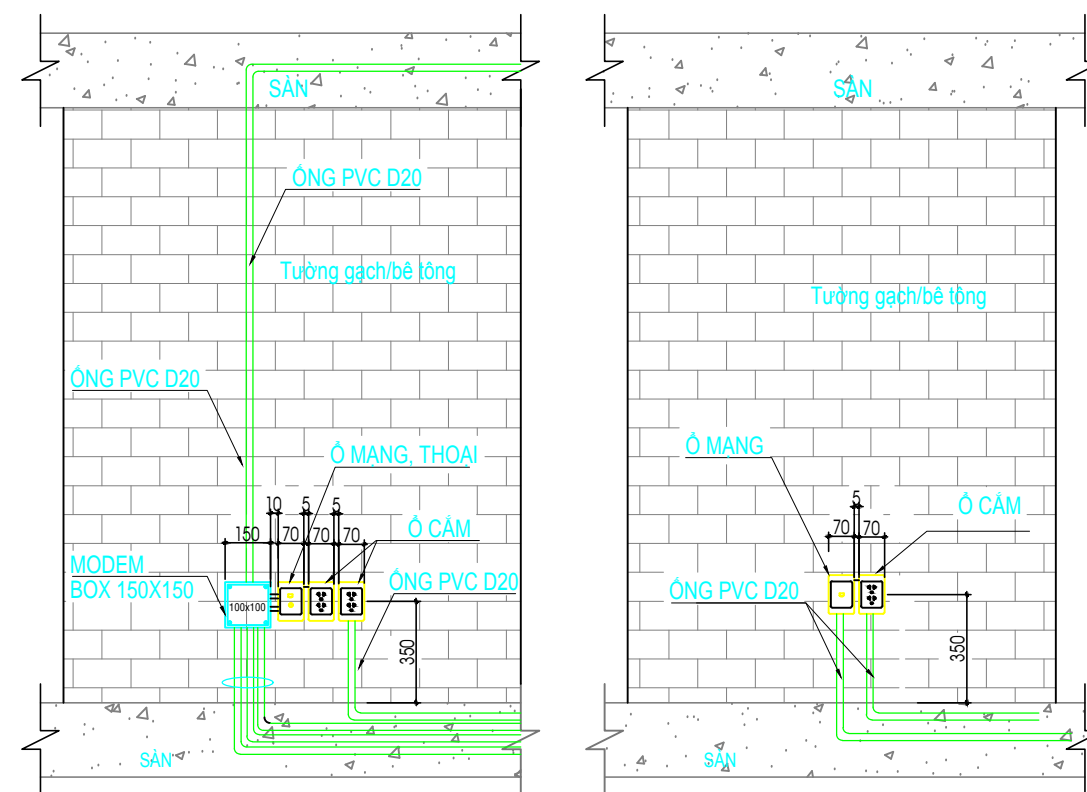 SÀN
ỐNG PVC D20
Tường gạch/bê tông
ỐNG PVC D20
Ổ MẠNG, THOẠI
10 5 5
150 70 70 70
Ổ CẮM
MODEM
BOX 150X150
100x100
ỐNG PVC D20
350
SÀN
SÀN
Tường gạch/bê tông
Ổ MẠNG
5
70 70
Ổ CẮM
ỐNG PVC D20
350
SÀN